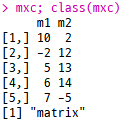 > mxc; class(mxc)
     m1 m2
[1,] 10  2
[2,] -2 12
[3,]  5 13
[4,]  6 14
[5,]  7 -5
[1] "matrix"